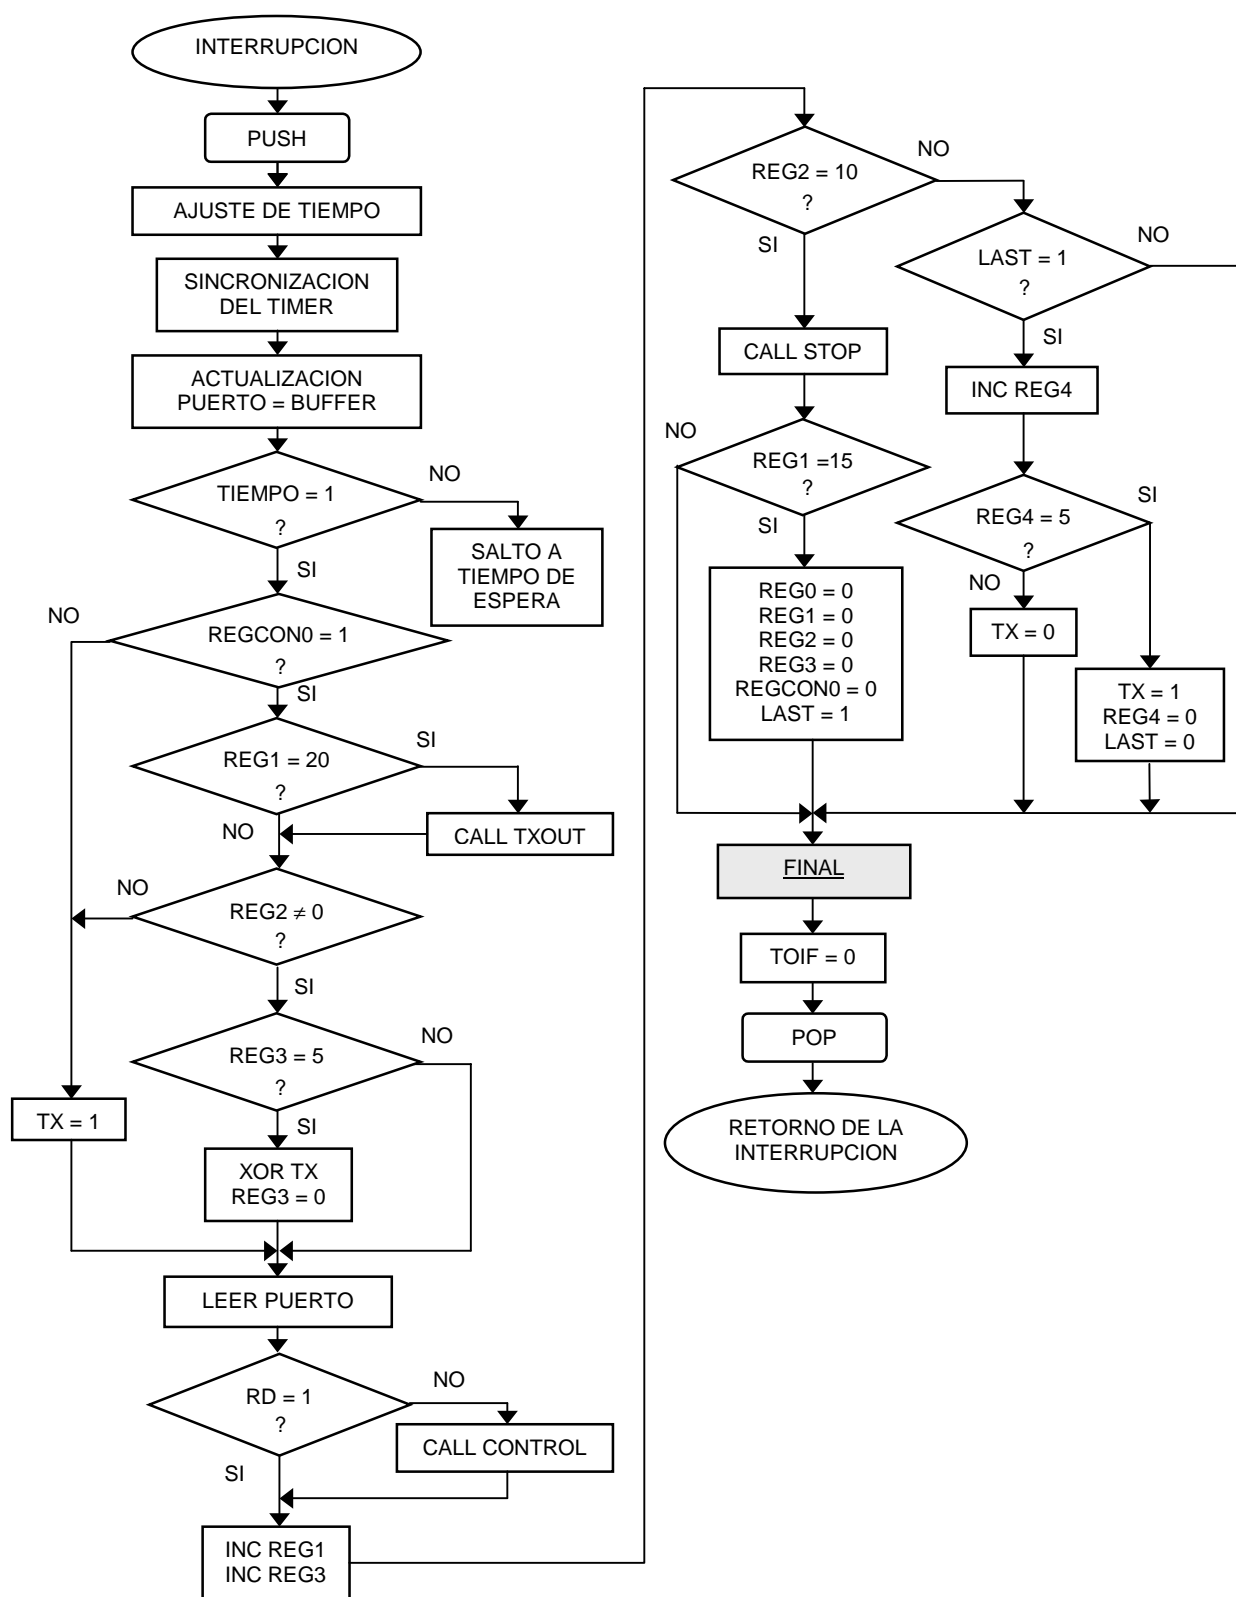 INTERRUPCION
PUSH
AJUSTE DE TIEMPO
SINCRONIZACION
DEL TIMER
ACTUALIZACION
PUERTO = BUFFER
TIEMPO = 1
?
NO
SI
SALTO A
TIEMPO DE
ESPERA
NO
REGCON0 = 1
?
SI
REG1 = 20
?
SI
NO
CALL TXOUT
NO
REG2 ≠ 0
?
SI
REG3 = 5
?
NO
SI
TX = 1
XOR TX
REG3 = 0
LEER PUERTO
RD = 1
?
NO
CALL CONTROL
SI
INC REG1
INC REG3
REG2 = 10
?
NO
SI
LAST = 1
?
NO
SI
CALL STOP
INC REG4
NO
REG1 =15
?
SI
REG4 = 5
?
SI
NO
REG0 = 0
REG1 = 0
REG2 = 0
REG3 = 0
REGCON0 = 0
LAST = 1
TX = 0
TX = 1
REG4 = 0
LAST = 0
FINAL
TOIF = 0
POP
RETORNO DE LA
INTERRUPCION